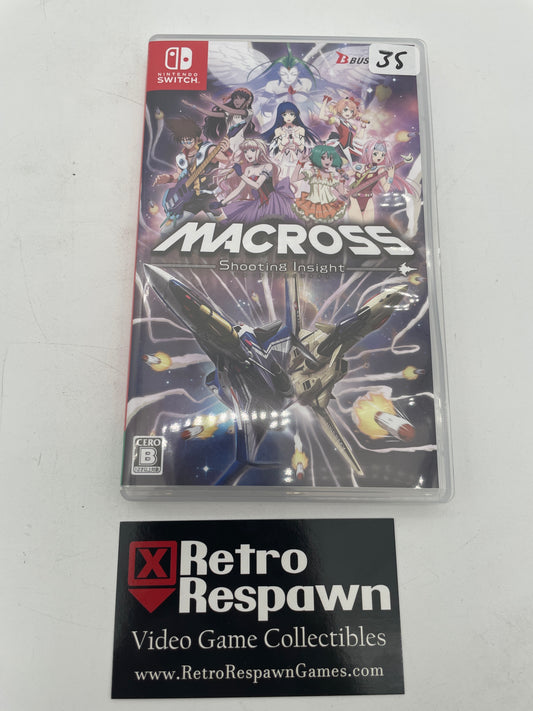 NINTENDO
SWITCH
BUS
35
MACROSS
Shooting Insight
CERO
B
Retro
Respawn
Video Game Collectibles
www.RetroRespawnGames.com